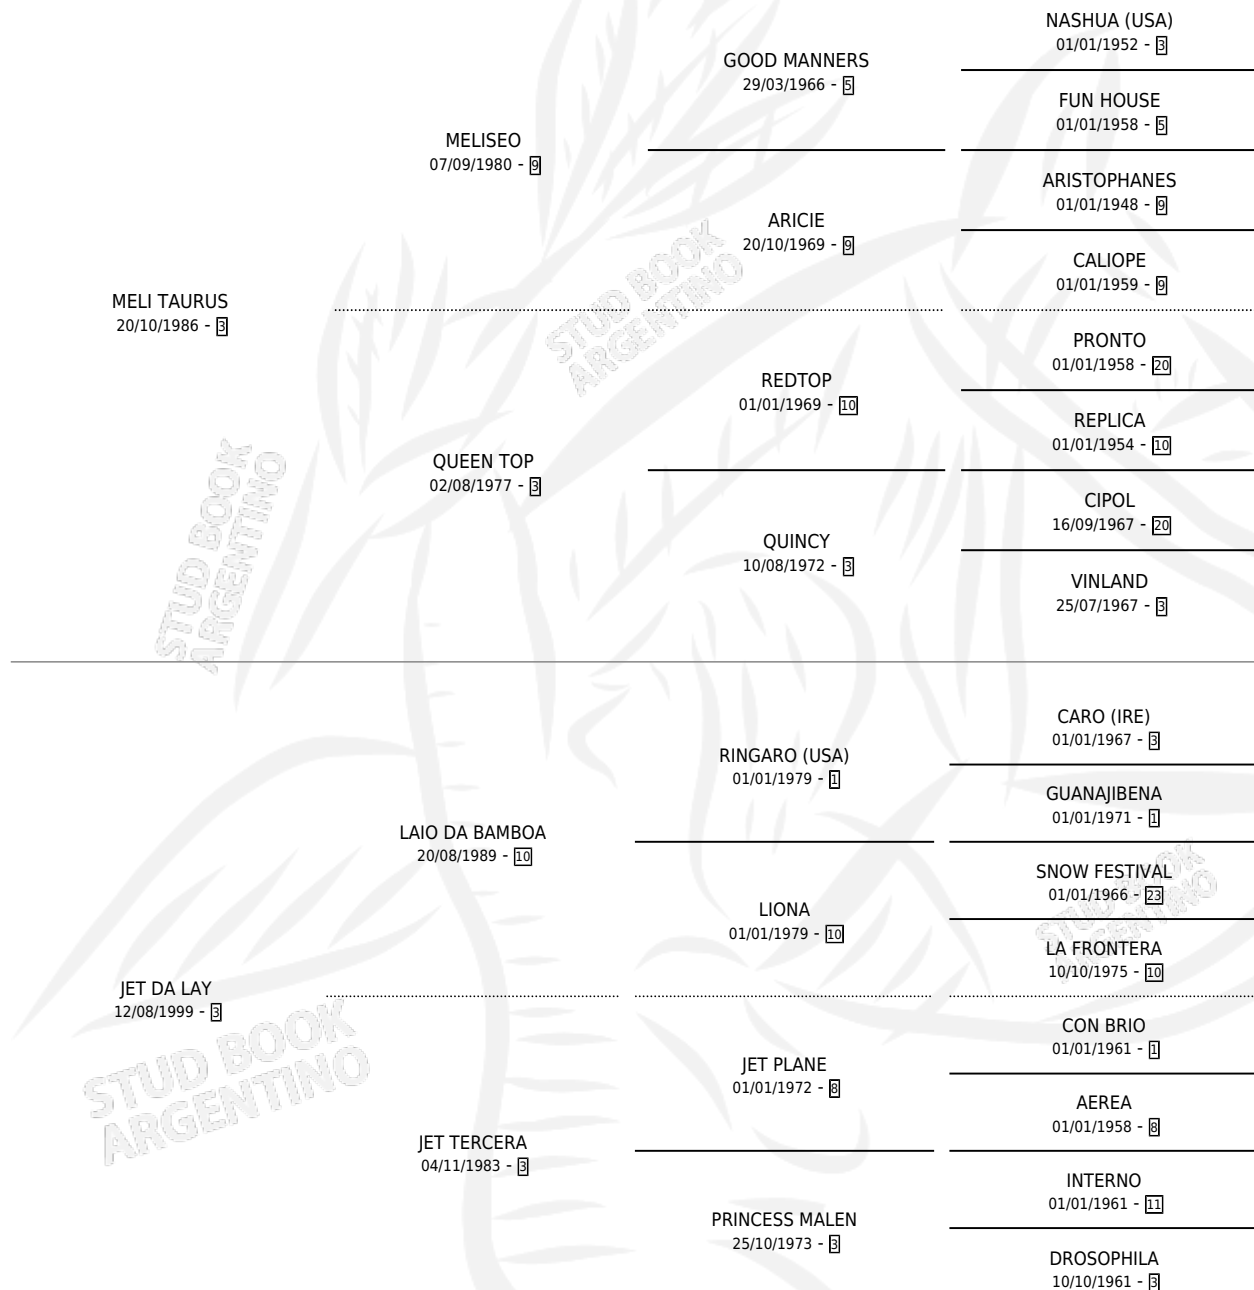 NASHUA (USA)
01/01/1952 - 3
GOOD MANNERS
29/03/1966 - 5
FUN HOUSE
01/01/1958 - 5
MELISEO
07/09/1980 - 9
ARISTOPHANES
01/01/1948 - 9
ARICIE
20/10/1969 - 9
CALIOPE
01/01/1959 - 9
MELI TAURUS
20/10/1986 - 3
PRONTO
01/01/1958 - 20
REDTOP
01/01/1969 - 10
REPLICA
01/01/1954 - 10
QUEEN TOP
02/08/1977 - 3
CIPOL
16/09/1967 - 20
QUINCY
10/08/1972 - 3
VINLAND
25/07/1967 - 3
STUD BOOK
ARGENTINO
STUD BOOK
ARGENTINO
CARO (IRE)
01/01/1967 - 3
RINGARO (USA)
01/01/1979 - 1
GUANAJIBENA
01/01/1971 - 1
LAIO DA BAMBOA
20/08/1989 - 10
SNOW FESTIVAL
01/01/1966 - 23
LIONA
01/01/1979 - 10
LA FRONTERA
10/10/1975 - 10
STUD BOOK
ARGENTINO
JET DA LAY
12/08/1999 - 3
CON BRIO
01/01/1961 - 1
JET PLANE
01/01/1972 - 8
AEREA
01/01/1958 - 8
JET TERCERA
04/11/1983 - 3
INTERNO
01/01/1961 - 11
PRINCESS MALEN
25/10/1973 - 3
DROSOPHILA
10/10/1961 - 3
STUD BOOK
ARGENTINO